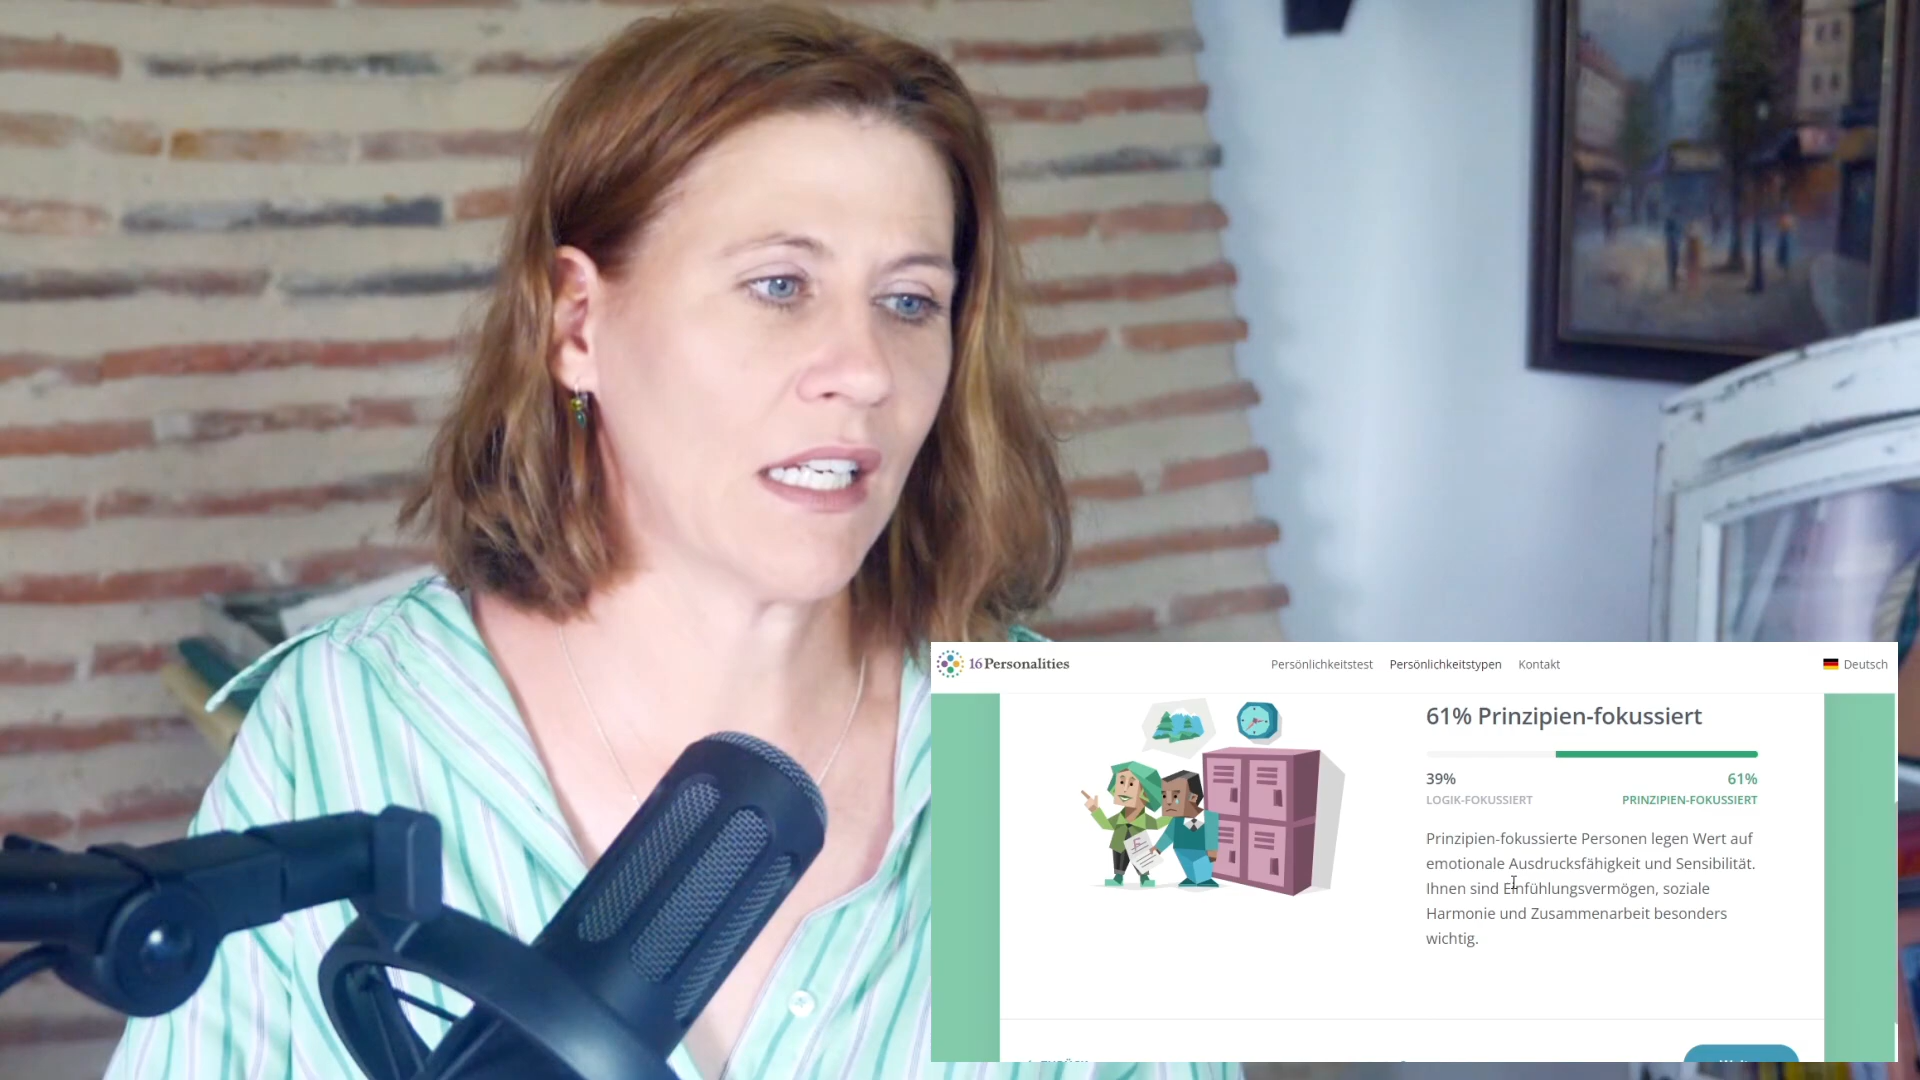 16Personalities
Persönlichkeitstest Persönlichkeitstypen Kontakt
Deutsch
61% Prinzipien-fokussiert
39% 61%
LOGIK-FOKUSSIERT PRINZIPIEN-FOKUSSIERT
Prinzipien-fokussierte Personen legen Wert auf
emotionale Ausdrucksfähigkeit und Sensibilität.
Ihnen sind Einfühlungsvermögen, soziale
Harmonie und Zusammenarbeit besonders
wichtig.